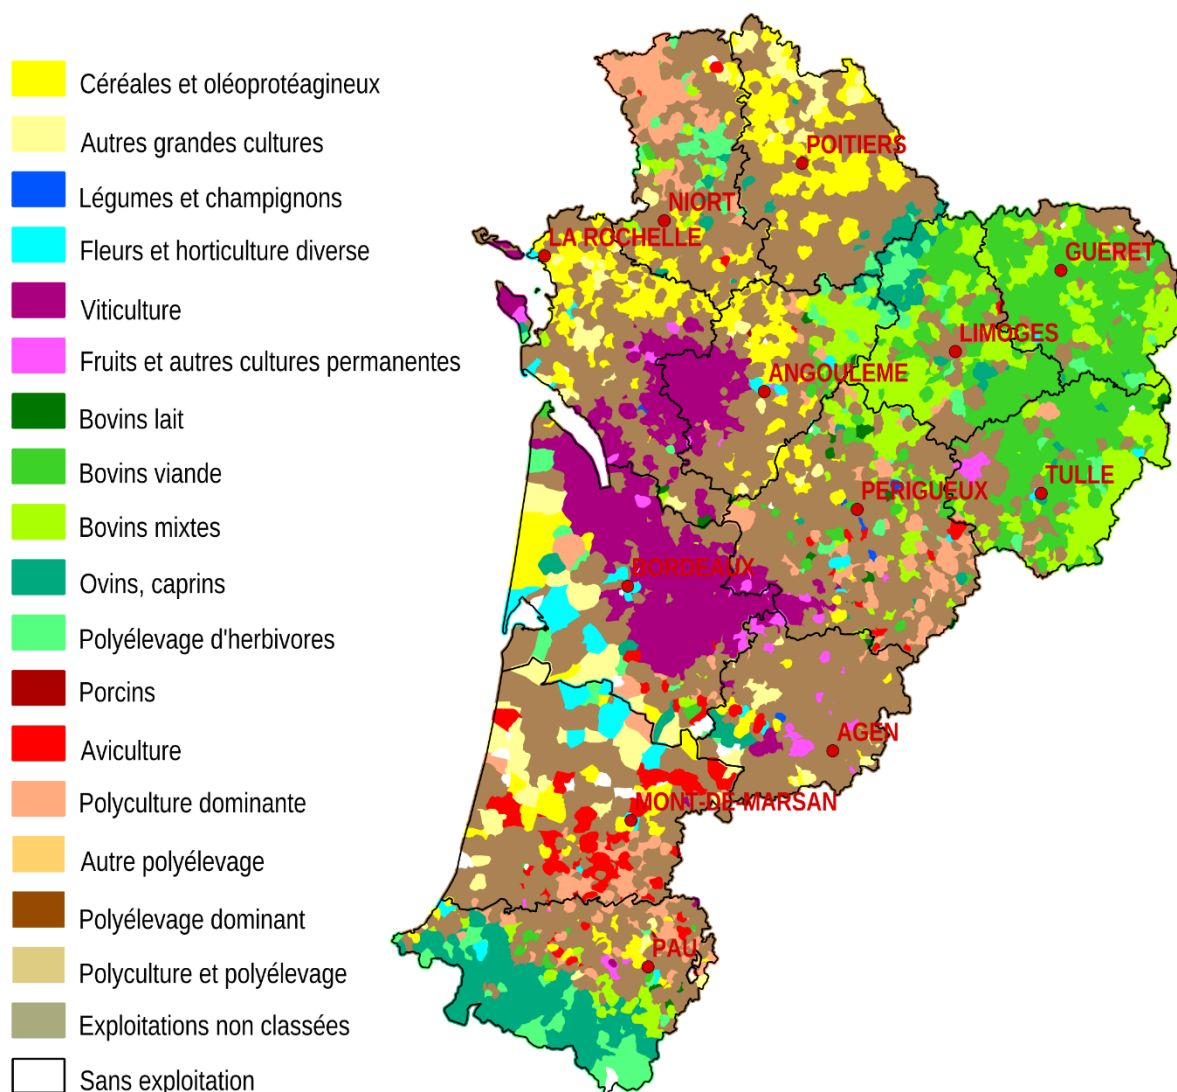 Céréales et oléoprotéagineux
Autres grandes cultures
Légumes et champignons
Fleurs et horticulture diverse
Viticulture
Fruits et autres cultures permanentes
Bovins lait
Bovins viande
Bovins mixtes
Ovins, caprins
Polyélevage d'herbivores
Porcins
Aviculture
Polyculture dominante
Autre polyélevage
Polyélevage dominant
Polyculture et polyélevage
Exploitations non classées
Sans exploitation
POITIERS
NIORT
LA ROCHELLE
GUERET
LIMOGES
ANGOULEME
PERIGUEUX
TULLE
BORDEAUX
AGEN
MONT-DE-MARSAN
PAU